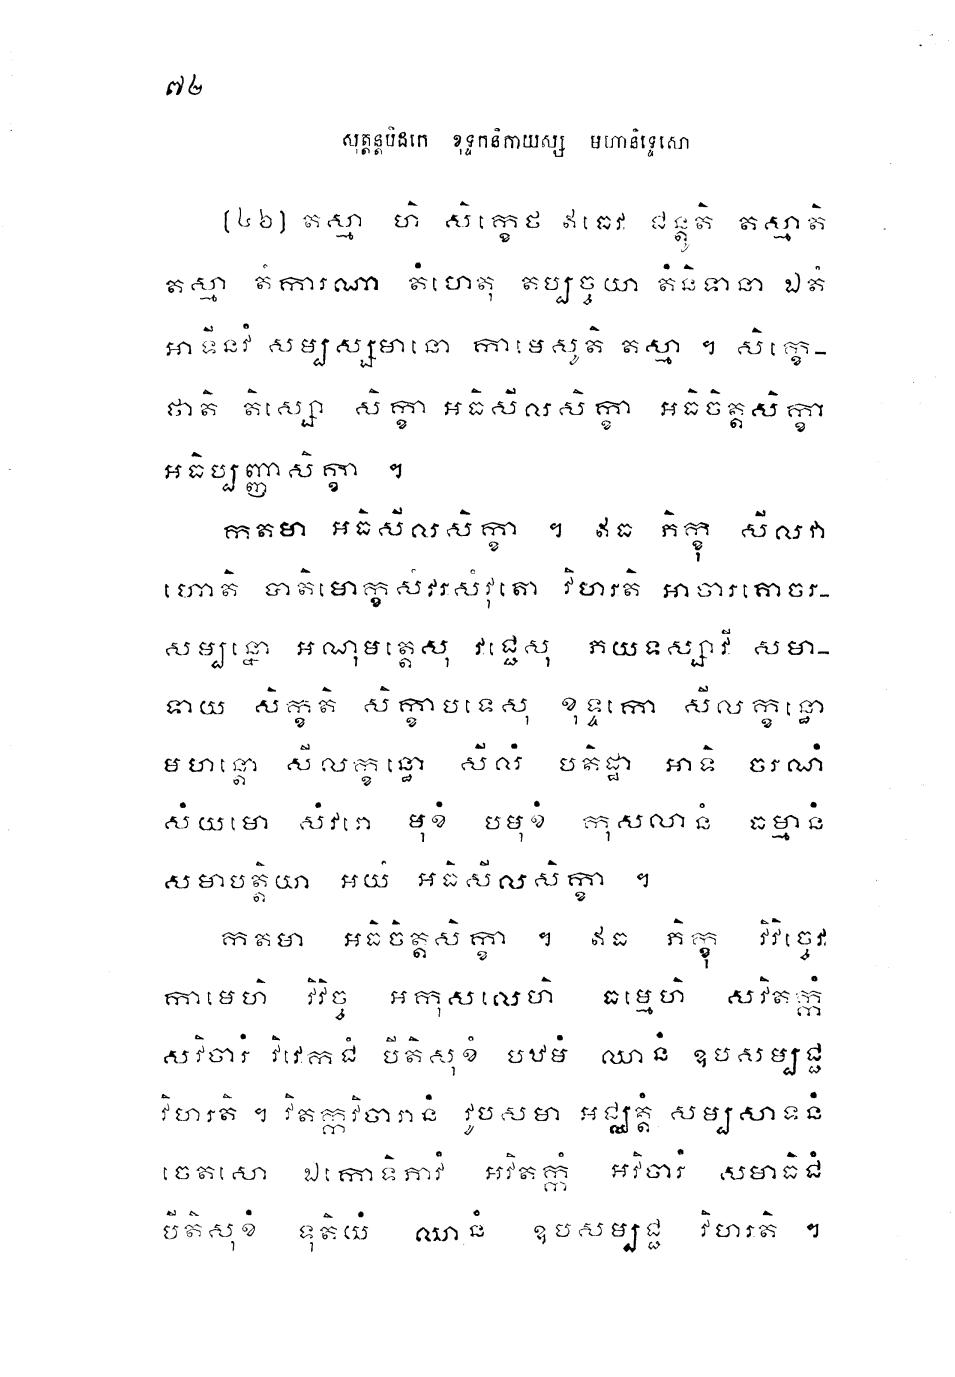 ៧៤
សុត្តន្តបិដកេ ខុទ្ទកនិកាយស្ស មហានិទ្ទេសោ
(៤៦) តស្មា ហិ សិក្ខេថ ឥធេវ ជន្តូតិ តស្មាតិ
តស្មា តំការណា តំហេតុ តប្បច្ចយា តំនិទានា ឯតំ
អាទីនវំ សម្បស្សមានោ កាមេសូតិ តស្មា ។ សិក្ខេ-
ថាតិ តិស្សោ សិក្ខា អធិសីលសិក្ខា អធិចិត្តសិក្ខា
អធិប្បញ្ញាសិក្ខា ។
កតមា អធិសីលសិក្ខា ។ ឥធ ភិក្ខុ សីលវា
ហោតិ បាតិមោក្ខសំវរសំវុតោ វិហរតិ អាចារគោចរ-
សម្បន្នោ អណុមត្តេសុ វជ្ជេសុ ភយទស្សាវី សមា-
ទាយ សិក្ខតិ សិក្ខាបទេសុ ខុទ្ទកោ សីលក្ខន្ធោ
មហន្តោ សីលក្ខន្ធោ សីលំ បតិដ្ឋា អាទិ ចរណំ
សំយមោ សំវរោ មុខំ បមុខំ កុសលានំ ធម្មានំ
សមាបត្តិយា អយំ អធិសីលសិក្ខា ។
កតមា អធិចិត្តសិក្ខា ។ ឥធ ភិក្ខុ វិវិច្ចេវ
កាមេហិ វិវិច្ច អកុសលេហិ ធម្មេហិ សវិតក្កំ
សវិចារំ វិវេកជំ បីតិសុខំ បឋមំ ឈានំ ឧបសម្បជ្ជ
វិហរតិ ។ វិតក្កវិចារានំ វូបសមា អជ្ឈត្តំ សម្បសាទនំ
ចេតសោ ឯកោទិភាវំ អវិតក្កំ អវិចារំ សមាធិជំ
បីតិសុខំ ទុតិយំ ឈានំ ឧបសម្បជ្ជ វិហរតិ ។